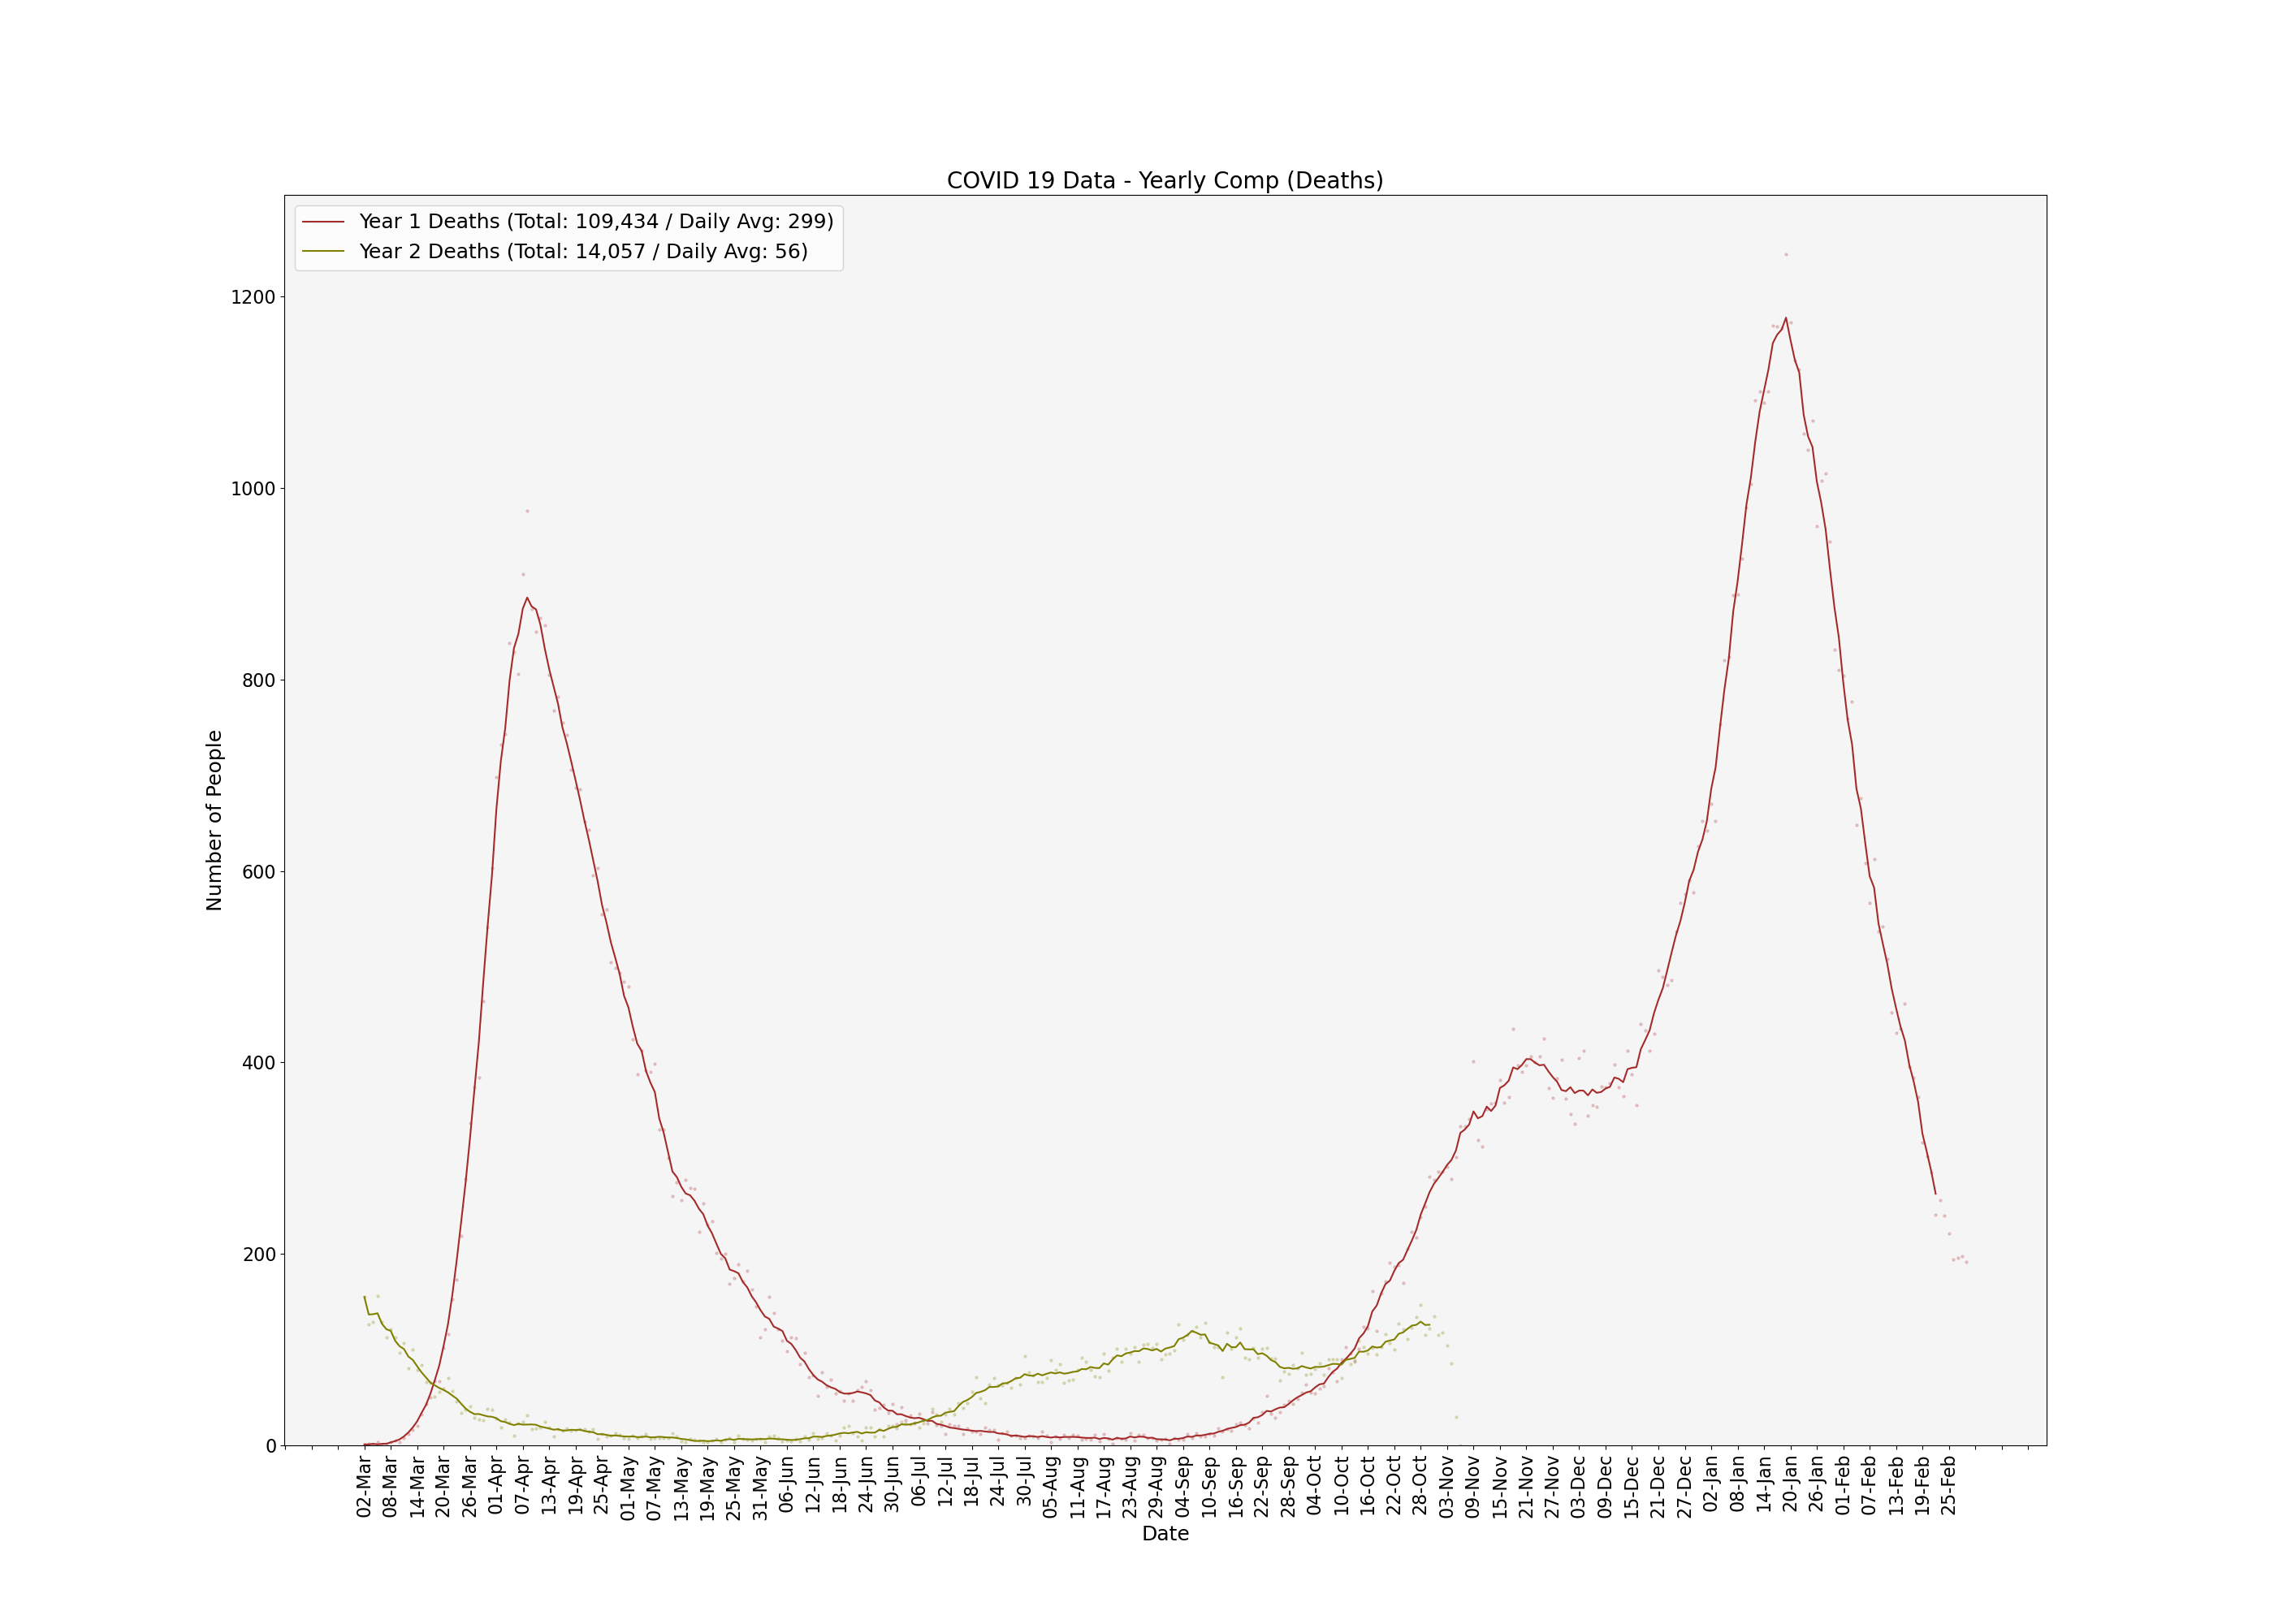 COVID 19 Data - Yearly Comp (Deaths)
Year 1 Deaths (Total: 109,434 / Daily Avg: 299)
Year 2 Deaths (Total: 14,057 / Daily Avg: 56)
Number of People
1200
1000
800
600
400
200
0
02-Mar
08-Mar
14-Mar
20-Mar
26-Mar
01-Apr
07-Apr
13-Apr
19-Apr
25-Apr
01-May
07-May
13-May
19-May
25-May
31-May
06-Jun
12-Jun
18-Jun
24-Jun
30-Jun
06-Jul
12-Jul
18-Jul
24-Jul
30-Jul
05-Aug
11-Aug
17-Aug
23-Aug
29-Aug
04-Sep
10-Sep
16-Sep
22-Sep
28-Sep
04-Oct
10-Oct
16-Oct
22-Oct
28-Oct
03-Nov
09-Nov
15-Nov
21-Nov
27-Nov
03-Dec
09-Dec
15-Dec
21-Dec
27-Dec
02-Jan
08-Jan
14-Jan
20-Jan
26-Jan
01-Feb
07-Feb
13-Feb
19-Feb
25-Feb
Date